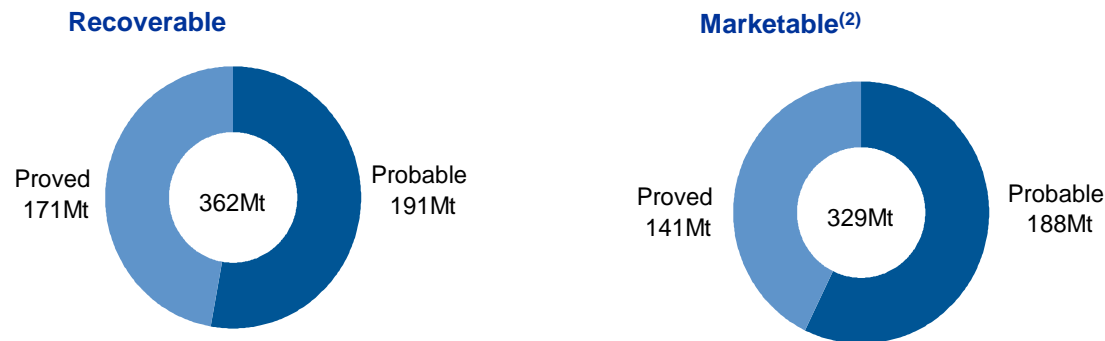 Recoverable
Proved
171Mt
362Mt
Probable
191Mt
Marketable(2)
Proved
141Mt
329Mt
Probable
188Mt